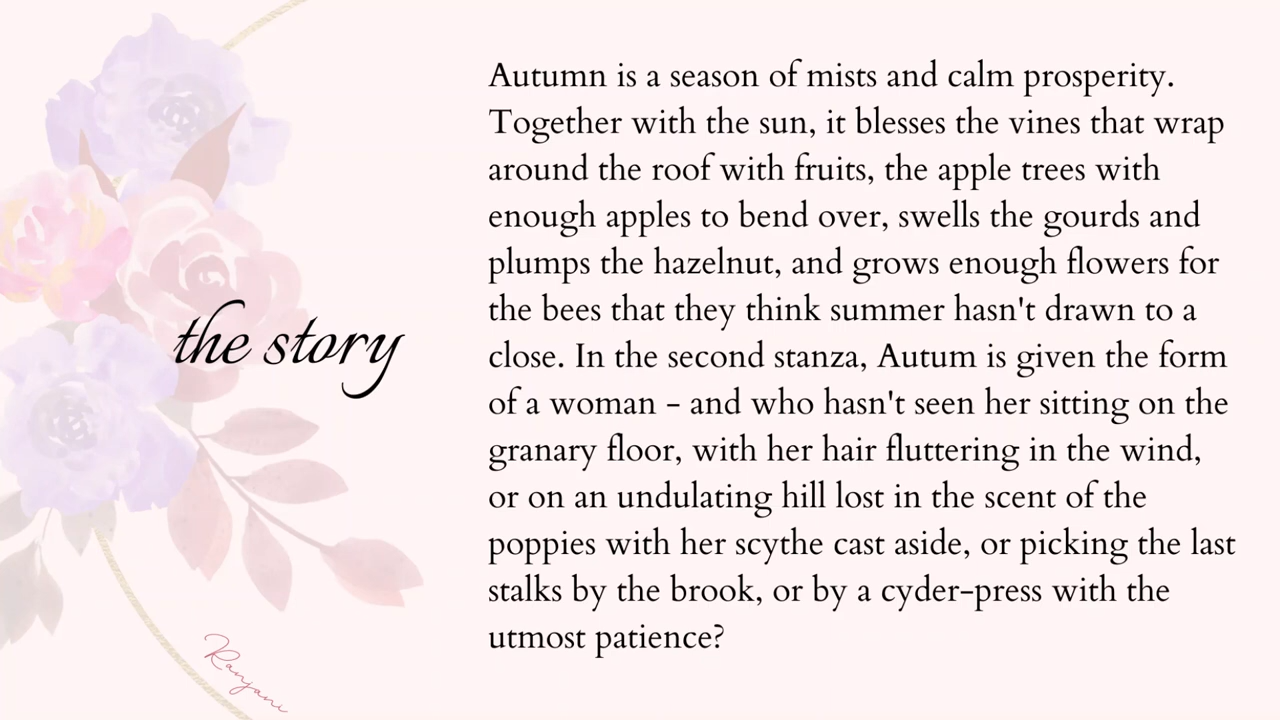 the story
Autumn is a season of mists and calm prosperity.
Together with the sun, it blesses the vines that wrap
around the roof with fruits, the apple trees with
enough apples to bend over, swells the gourds and
plumps the hazelnut, and grows enough flowers for
the bees that they think summer hasn't drawn to a
close. In the second stanza, Autum is given the form
of a woman - and who hasn't seen her sitting on the
granary floor, with her hair fluttering in the wind,
or on an undulating hill lost in the scent of the
poppies with her scythe cast aside, or picking the last
stalks by the brook, or by a cyder-press with the
utmost patience?
Ranjani